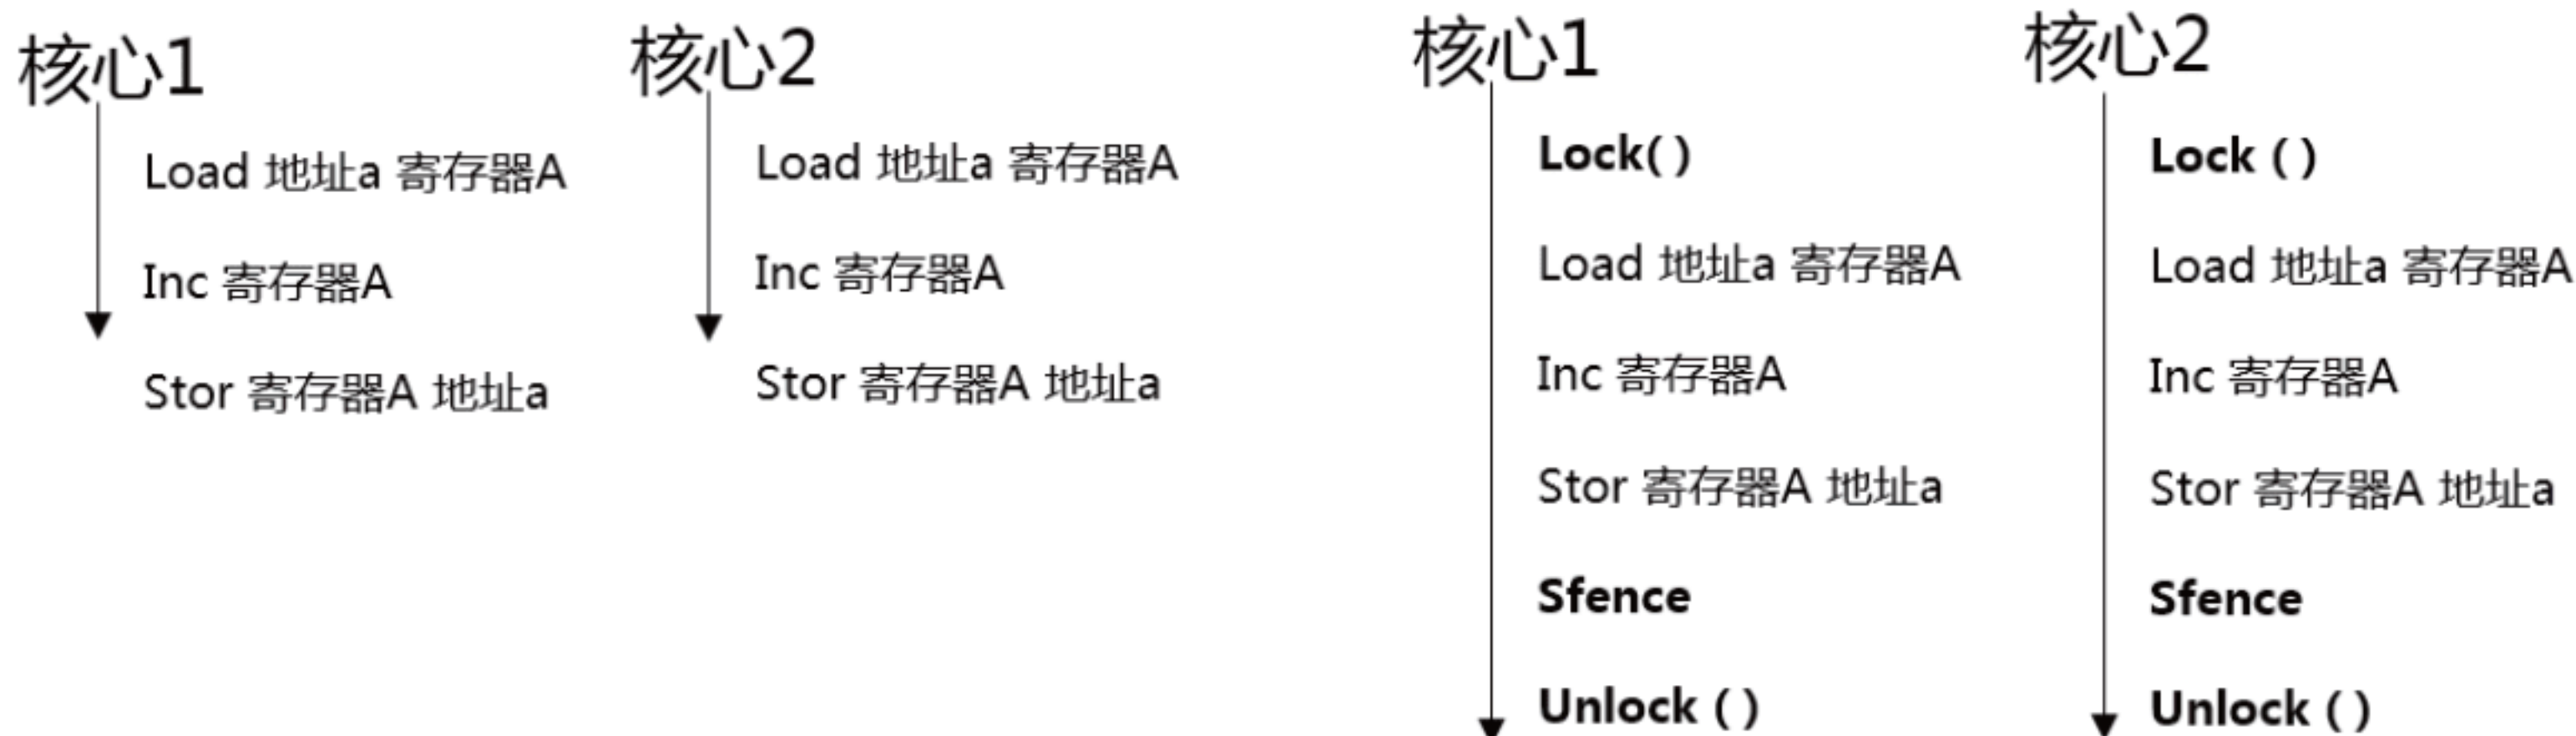 核心1
Load 地址a 寄存器A
Inc 寄存器A
Stor 寄存器A 地址a
核心2
Load 地址a 寄存器A
Inc 寄存器A
Stor 寄存器A 地址a
核心1
Lock( )
Load 地址a 寄存器A
Inc 寄存器A
Stor 寄存器A 地址a
Sfence
Unlock ( )
核心2
Lock ( )
Load 地址a 寄存器A
Inc 寄存器A
Stor 寄存器A 地址a
Sfence
Unlock ( )